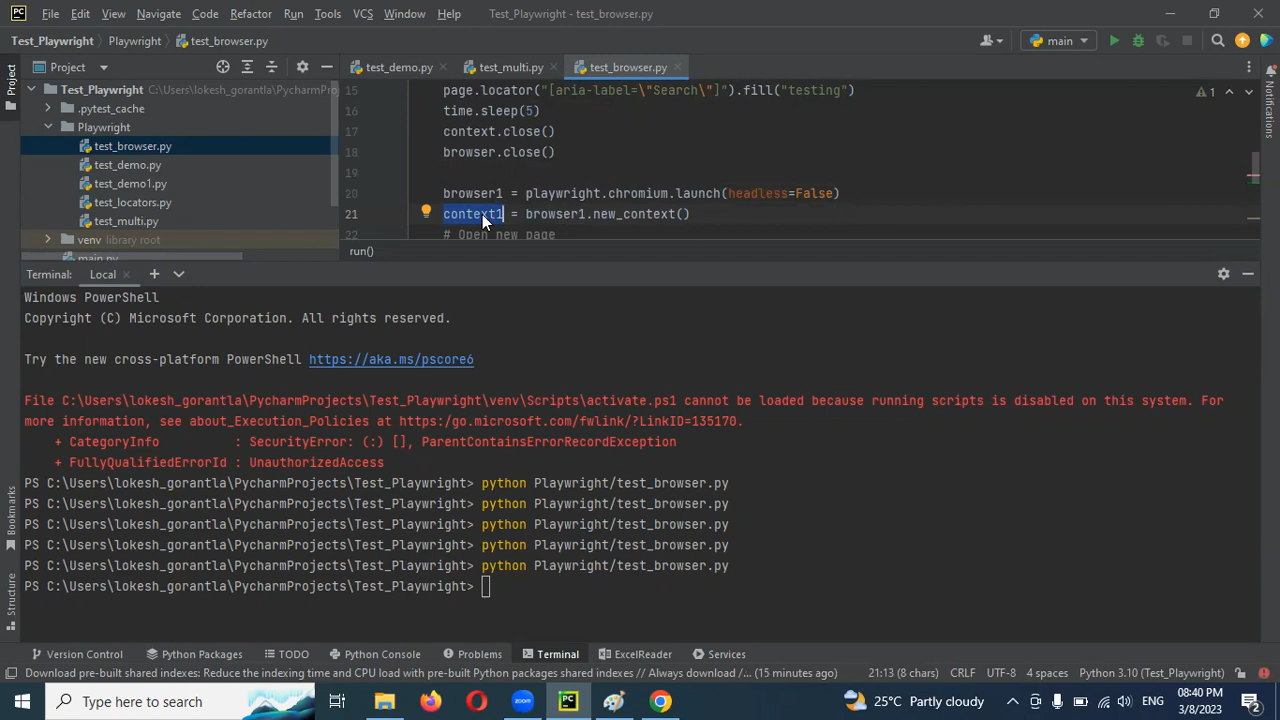 PC File Edit View Navigate Code Refactor Run Tools VCS Window Help Test_Playwright - test_browser.py
Test_Playwright Playwright test_browser.py main
Project
Project
test_demo.py test_multi.py test_browser.py
Notifications
Test_Playwright C:\Users\lokesh_gorantla\PycharmProj
.pytest_cache
Playwright
test_browser.py
test_demo.py
test_demo1.py
test_locators.py
test_multi.py
venv library root
main.py
15 page.locator("[aria-label=\"Search\"]").fill("testing")
1
16 time.sleep(5)
17 context.close()
18 browser.close()
20 browser1 = playwright.chromium.launch(headless=False)
21 context1 = browser1.new_context()
22 # Open new page
run()
Terminal: Local
Windows PowerShell
Copyright (C) Microsoft Corporation. All rights reserved.
Try the new cross-platform PowerShell https://aka.ms/pscore6
File C:\Users\lokesh_gorantla\PycharmProjects\Test_Playwright\venv\Scripts\activate.ps1 cannot be loaded because running scripts is disabled on this system. For
more information, see about_Execution_Policies at https:/go.microsoft.com/fwlink/?LinkID=135170.
+ CategoryInfo : SecurityError: (:) [], ParentContainsErrorRecordException
+ FullyQualifiedErrorId : UnauthorizedAccess
PS C:\Users\lokesh_gorantla\PycharmProjects\Test_Playwright> python Playwright/test_browser.py
PS C:\Users\lokesh_gorantla\PycharmProjects\Test_Playwright> python Playwright/test_browser.py
PS C:\Users\lokesh_gorantla\PycharmProjects\Test_Playwright> python Playwright/test_browser.py
PS C:\Users\lokesh_gorantla\PycharmProjects\Test_Playwright> python Playwright/test_browser.py
PS C:\Users\lokesh_gorantla\PycharmProjects\Test_Playwright> python Playwright/test_browser.py
PS C:\Users\lokesh_gorantla\PycharmProjects\Test_Playwright>
Bookmarks
Structure
Version Control Python Packages TODO Python Console Problems Terminal ExcelReader Services
Download pre-built shared indexes: Reduce the indexing time and CPU load with pre-built Python packages shared indexes // Always download /... (15 minutes ago) 21:13 (8 chars) CRLF UTF-8 4 spaces Python 3.10 (Test_Playwright)
Type here to search
zoom
PC
25°C Partly cloudy
ENG
08:40 PM
3/8/2023
2